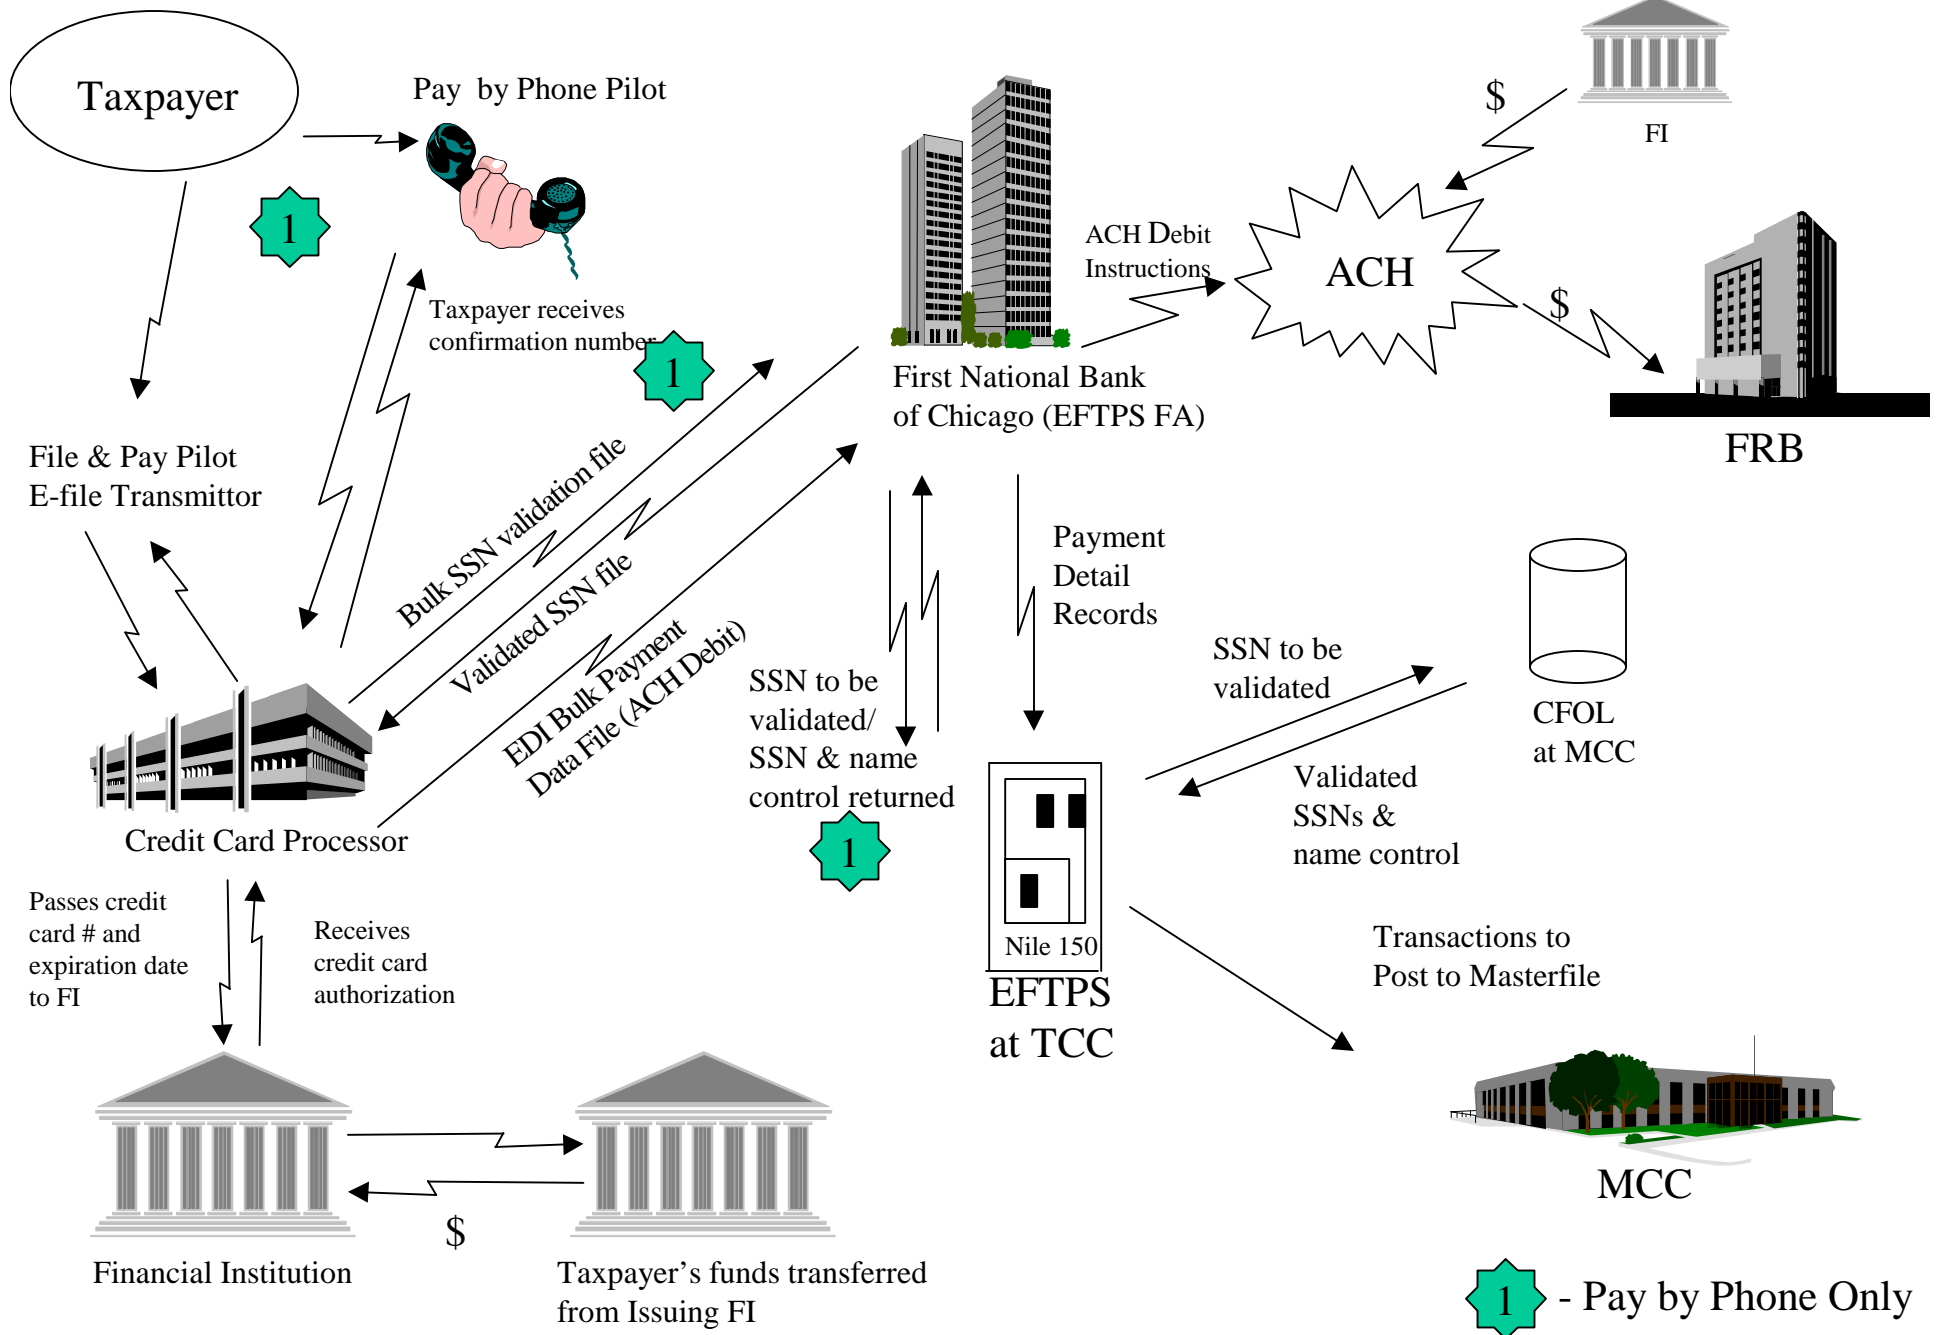 Taxpayer
Pay by Phone Pilot
1
Taxpayer receives
confirmation number
1
File & Pay Pilot
E-file Transmittor
First National Bank
of Chicago (EFTPS FA)
ACH Debit
Instructions
ACH
$
FI
$
FRB
Bulk SSN validation file
Validated SSN file
EDI Bulk Payment
Data File (ACH Debit)
Credit Card Processor
SSN to be
validated/
SSN & name
control returned
1
Payment
Detail
Records
SSN to be
validated
CFOL
at MCC
Validated
SSNs &
name control
Nile 150
EFTPS
at TCC
Transactions to
Post to Masterfile
MCC
Passes credit
card # and
expiration date
to FI
Receives
credit card
authorization
$
Financial Institution
Taxpayer’s funds transferred
from Issuing FI
1 - Pay by Phone Only